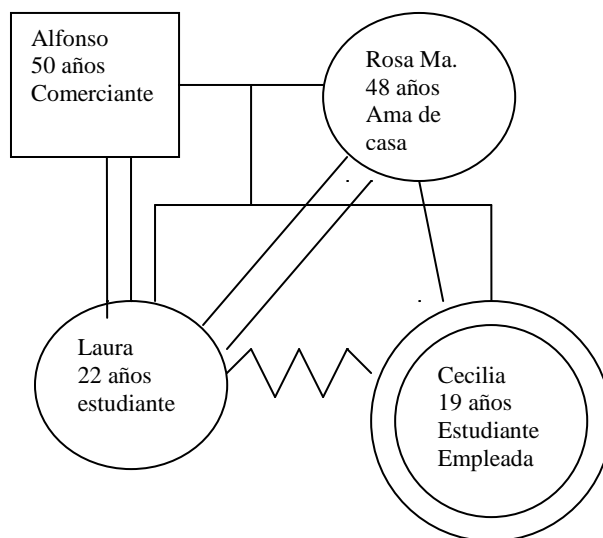 Alfonso
50 años
Comerciante
Rosa Ma.
48 años
Ama de
casa
Laura
22 años
estudiante
Cecilia
19 años
Estudiante
Empleada